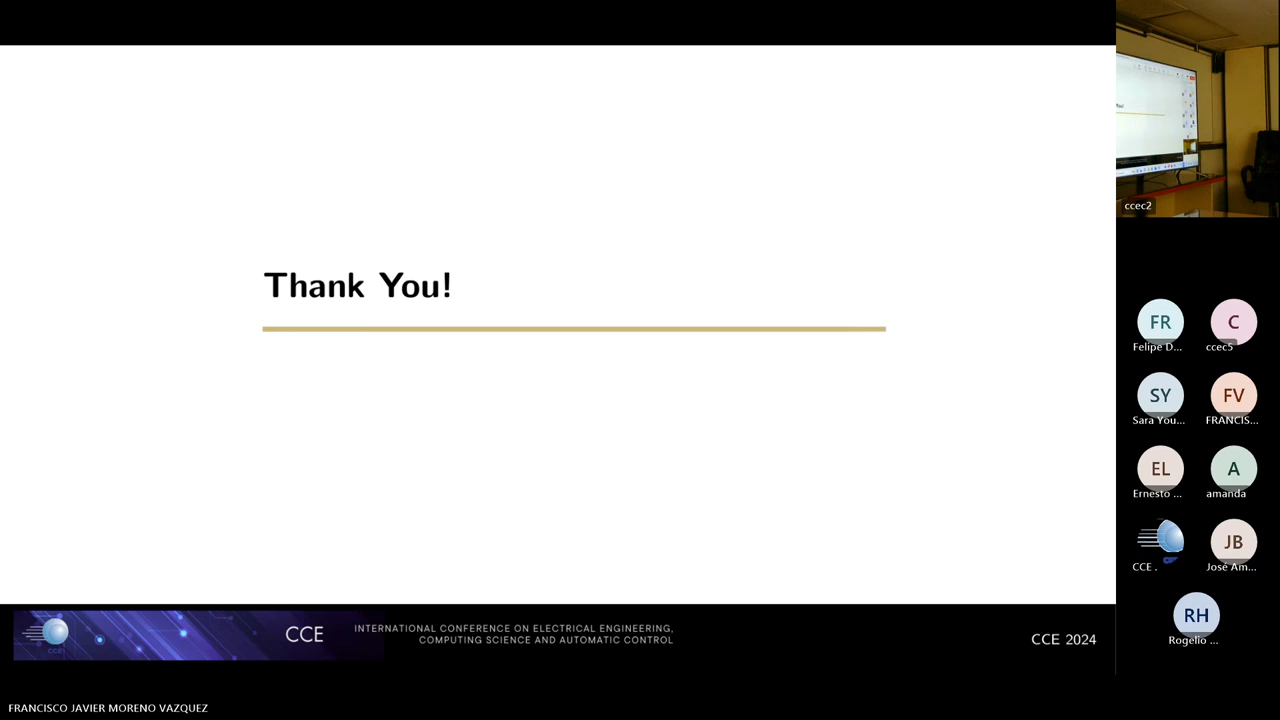 Thank You!
CCE
INTERNATIONAL CONFERENCE ON ELECTRICAL ENGINEERING,
COMPUTING SCIENCE AND AUTOMATIC CONTROL
CCE 2024
cce
ccec2
FR
Felipe D...
C
ccec5
SY
Sara You...
FV
FRANCIS...
EL
Ernesto ...
A
amanda
CCE .
JB
José Am...
RH
Rogelio ...
FRANCISCO JAVIER MORENO VAZQUEZ